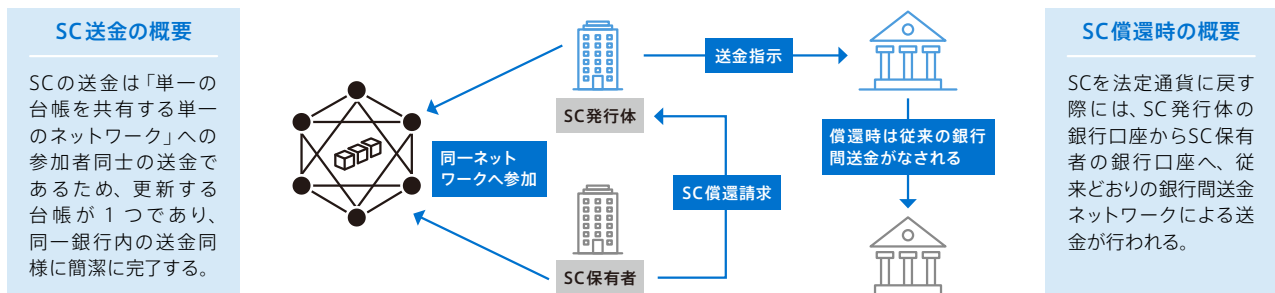 SC送金の概要
SCの送金は「単一の
台帳を共有する単一
のネットワーク」への
参加者同士の送金で
あるため、更新する
台帳が1つであり、
同一銀行内の送金同
様に簡潔に完了する。
同一ネット
ワークへ参加
SC発行体
SC保有者
送金指示
SC償還請求
償還時は従来の銀行
間送金がなされる
SC償還時の概要
SCを法定通貨に戻す
際には、SC発行体の
銀行口座からSC保有
者の銀行口座へ、従
来どおりの銀行間送金
ネットワークによる送
金が行われる。